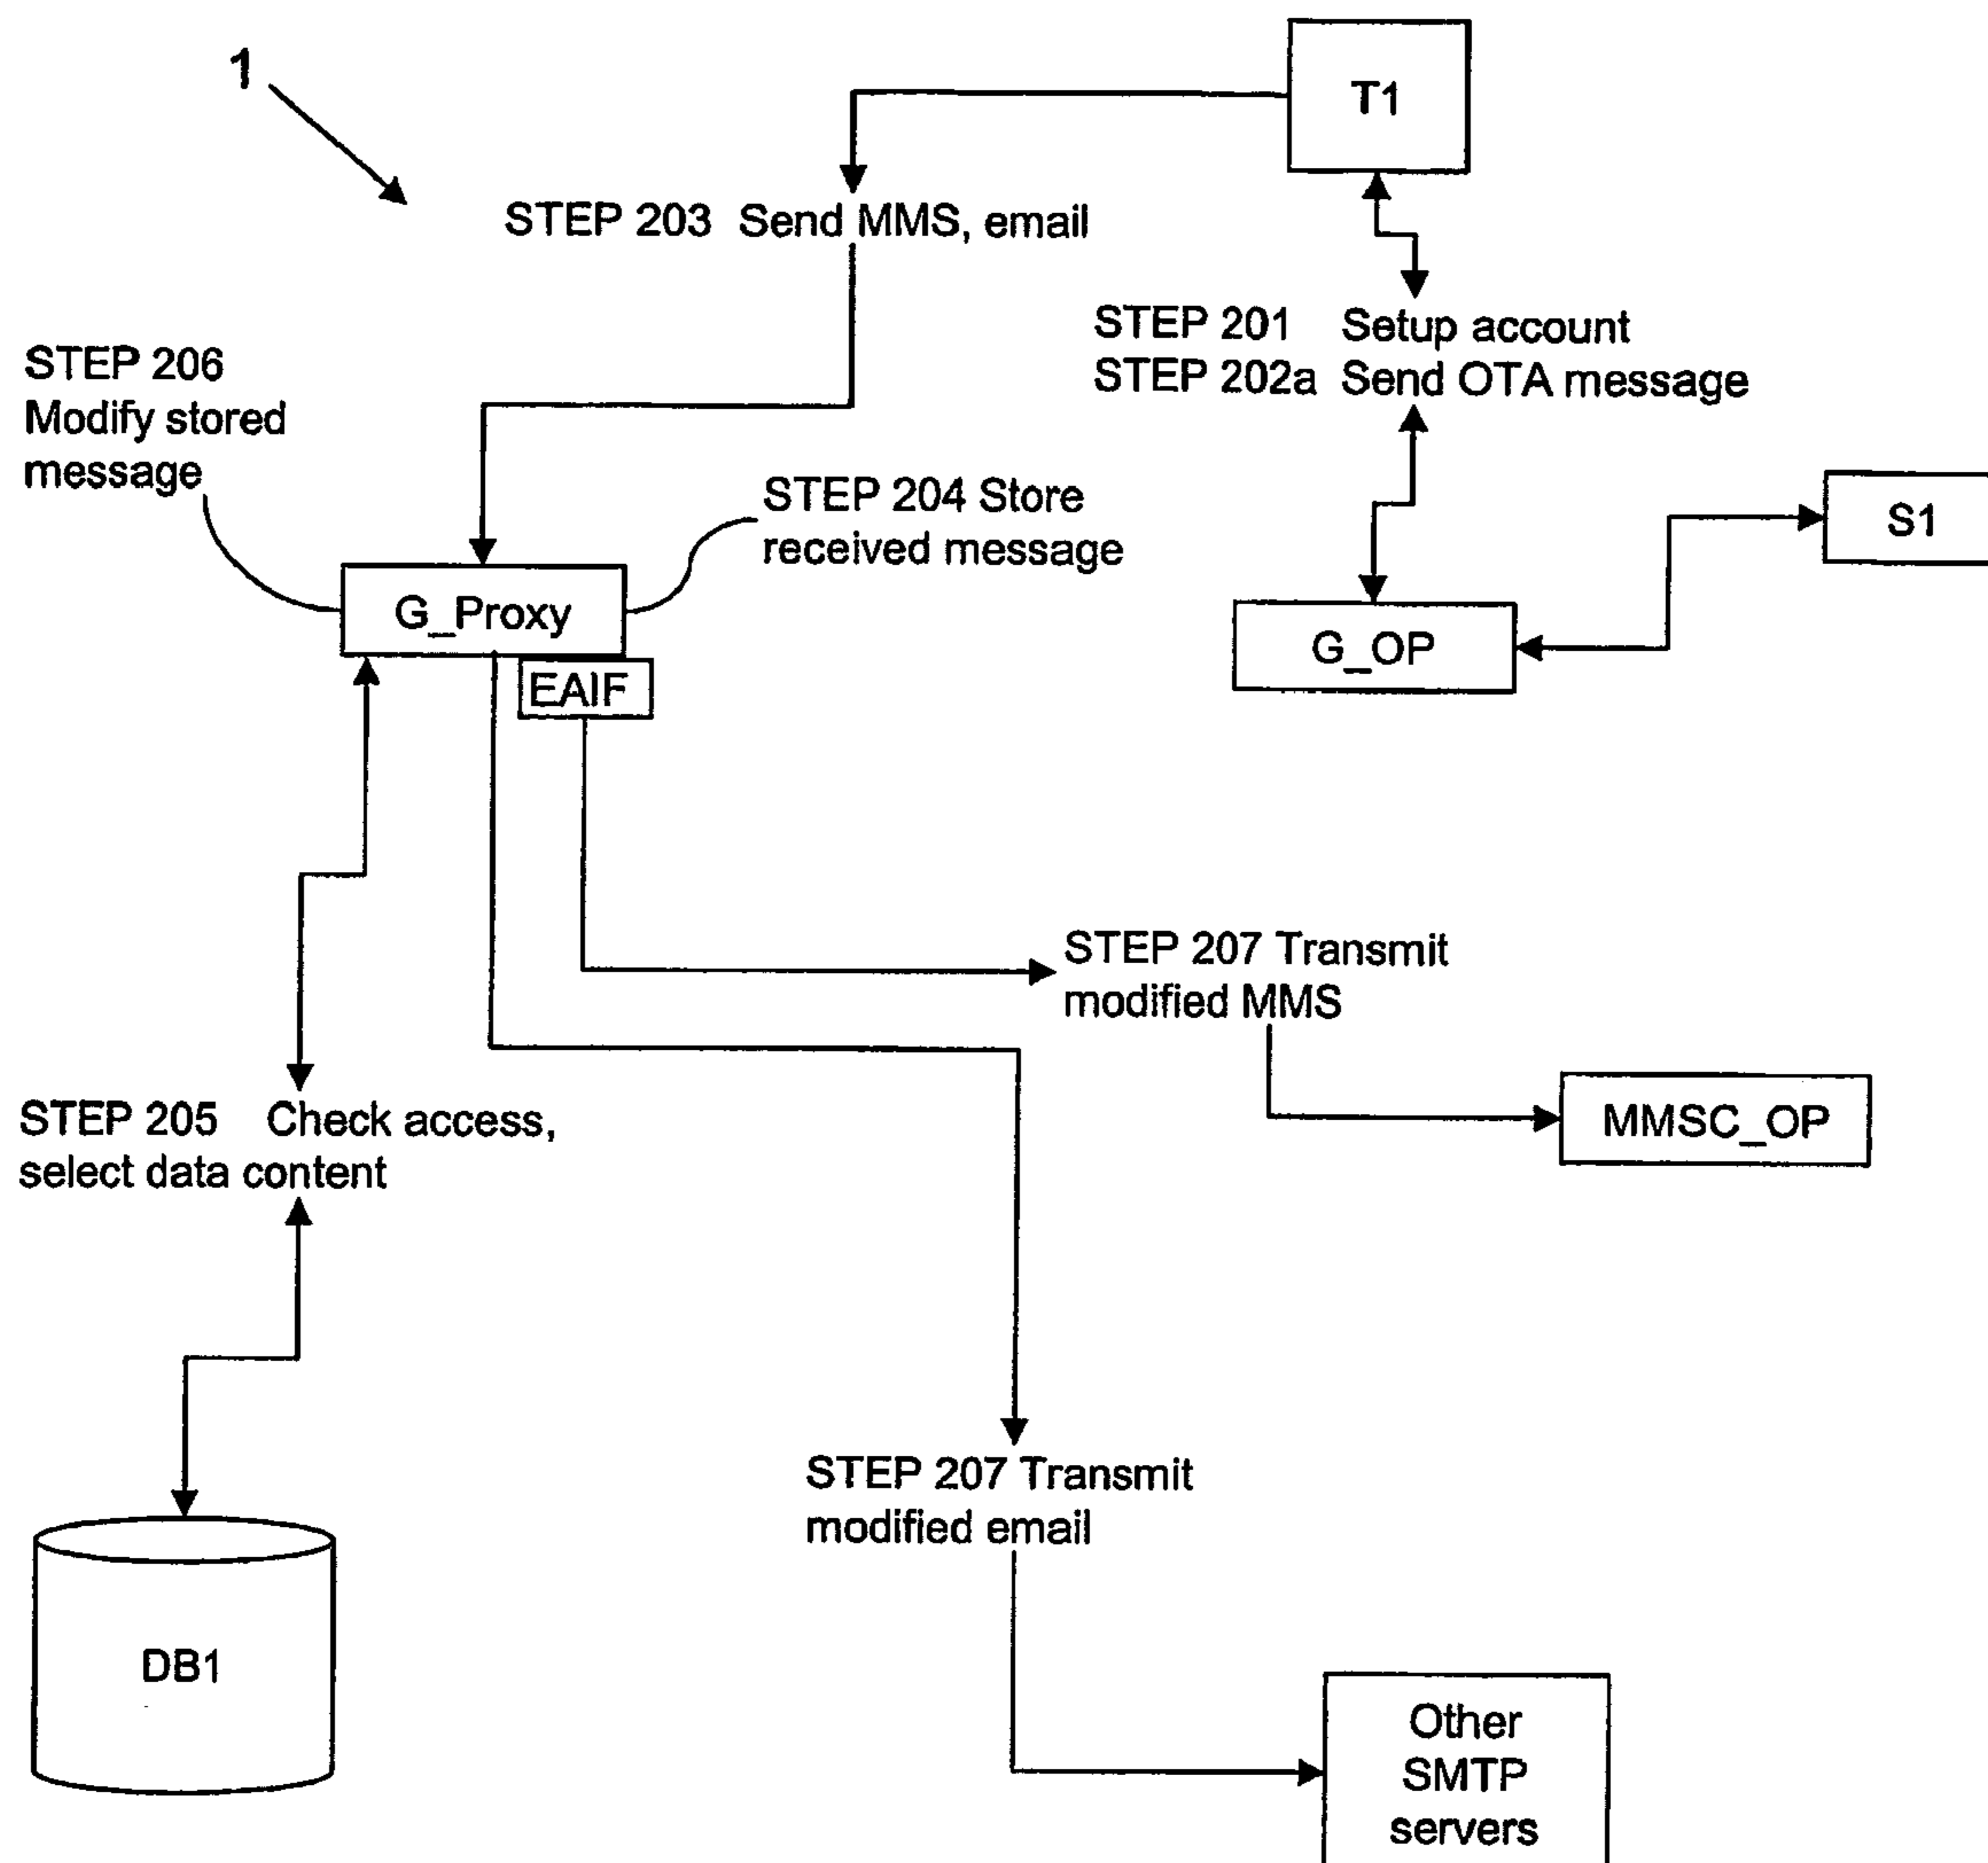 1
T1
STEP 203 Send MMS, email
STEP 201 Setup account
STEP 202a Send OTA message
STEP 206
Modify stored
message
STEP 204 Store
received message
S1
G_Proxy
G_OP
EAIF
STEP 207 Transmit
modified MMS
STEP 205 Check access,
select data content
MMSC_OP
STEP 207 Transmit
modified email
DB1
Other
SMTP
servers